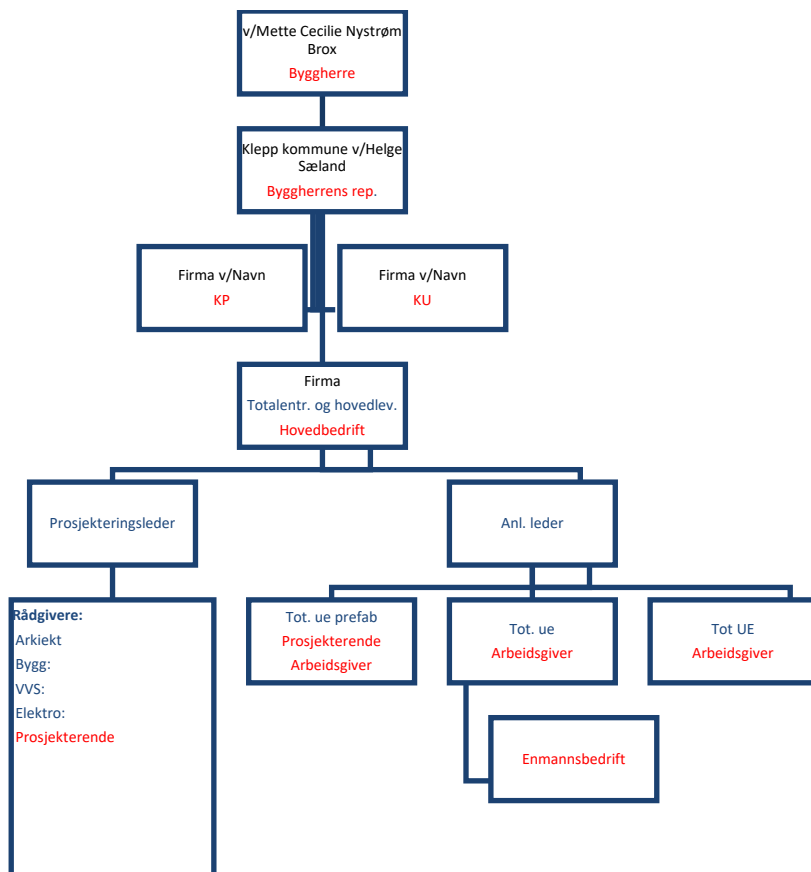 v/Mette Cecilie Nystrøm
Brox
Byggherre
Klepp kommune v/Helge
Sæland
Byggherrens rep.
Firma v/Navn
KP
Firma v/Navn
KU
Firma
Totalentr. og hovedlev.
Hovedbedrift
Prosjekteringsleder
Anl. leder
Rådgivere:
Arkiekt
Bygg:
VVS:
Elektro:
Prosjekterende
Tot. ue prefab
Prosjekterende
Arbeidsgiver
Tot. ue
Arbeidsgiver
Tot UE
Arbeidsgiver
Enmannsbedrift